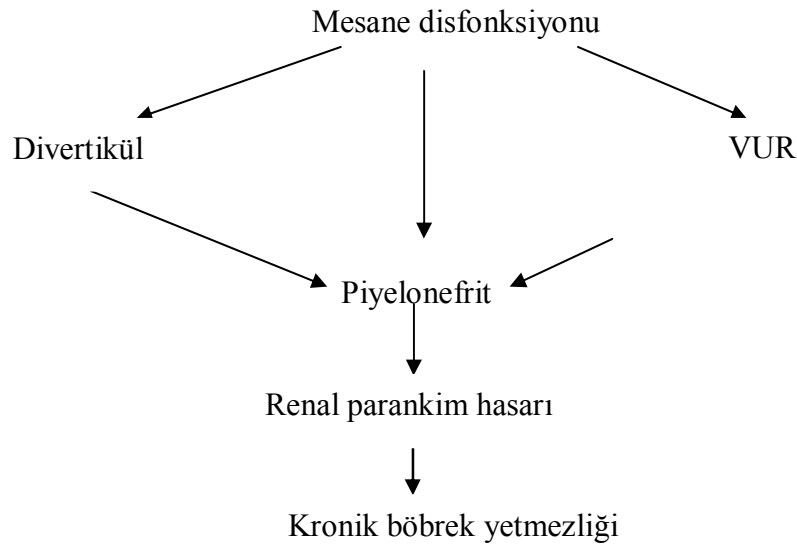 Mesane disfonksiyonu
Divertikül VUR
Piyelonefrit
Renal parankim hasarı
Kronik böbrek yetmezliği